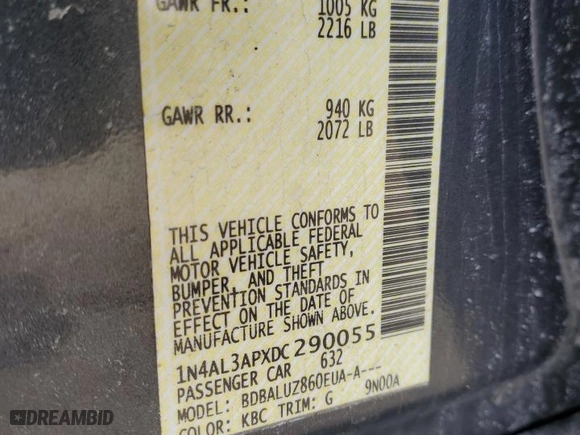 GAWR FR.: 1005 KG
2216 LB
GAWR RR.: 940 KG
2072 LB
THIS VEHICLE CONFORMS TO
ALL APPLICABLE FEDERAL
MOTOR VEHICLE SAFETY,
BUMPER, AND THEFT
PREVENTION STANDARDS IN
EFFECT ON THE DATE OF
MANUFACTURE SHOWN ABOVE.
1N4AL3APXDC290055
PASSENGER CAR 632
MODEL: BDBALUZ860EUA-A---
COLOR: KBC TRIM: G 9N00A
DREAMBID